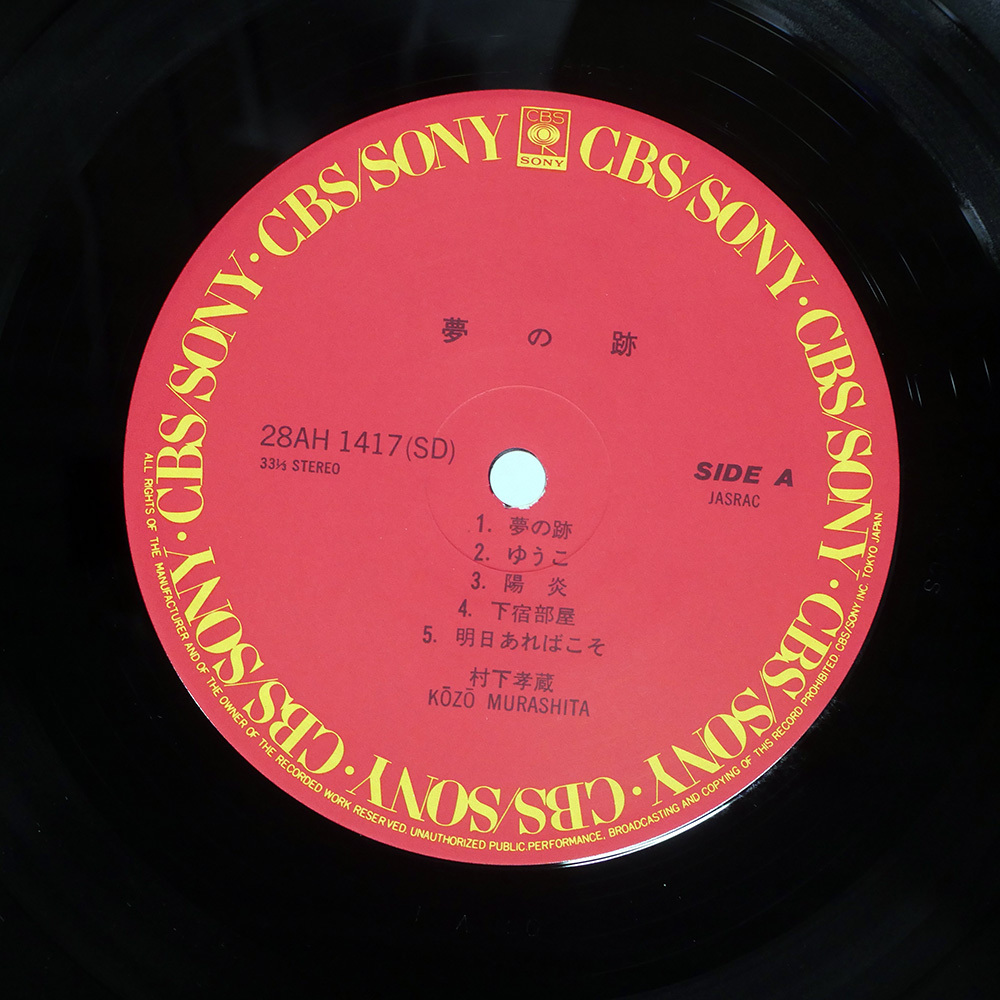 CBS
SONY
CBS/SONY · CBS/SONY · CBS/SONY · CBS/SONY · CBS/SONY · CBS/SONY · CBS/SONY · CBS/SONY
夢の跡
28AH 1417(SD)
33⅓ STEREO
SIDE A
JASRAC
1. 夢の跡
2. ゆうこ
3. 陽炎
4. 下宿部屋
5. 明日あればこそ
村下孝蔵
KŌZŌ MURASHITA
ALL RIGHTS OF THE MANUFACTURER AND OF THE OWNER OF THE RECORDED WORK RESERVED. UNAUTHORIZED PUBLIC.PERFORMANCE, BROADCASTING AND COPYING OF THIS RECORD PROHIBITED. CBS/SONY INC. TOKYO JAPAN.